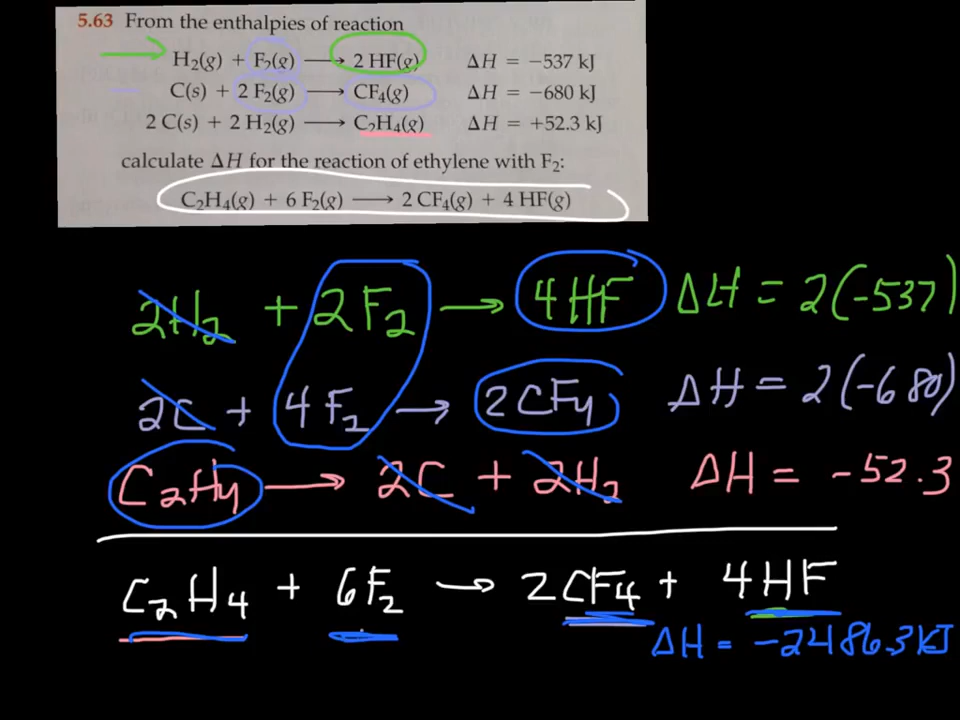 5.63 From the enthalpies of reaction
H₂(g) + F₂(g) ⟶ 2 HF(g) ΔH = −537 kJ
C(s) + 2 F₂(g) ⟶ CF₄(g) ΔH = −680 kJ
2 C(s) + 2 H₂(g) ⟶ C₂H₄(g) ΔH = +52.3 kJ
calculate ΔH for the reaction of ethylene with F₂:
C₂H₄(g) + 6 F₂(g) ⟶ 2 CF₄(g) + 4 HF(g)
2H₂ + 2F₂ → 4HF ΔH = 2(-537)
2C + 4F₂ → 2CF4 ΔH = 2(-680)
C₂H4 → 2C + 2H₂ ΔH = -52.3
C₂H₄ + 6F₂ → 2CF₄ + 4HF
ΔH = -2486.3kJ